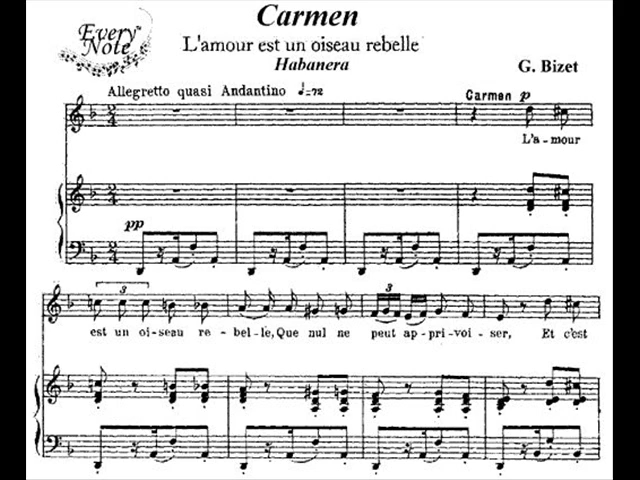 Carmen
Every
Note
L'amour est un oiseau rebelle
Habanera
G. Bizet
Allegretto quasi Andantino ♩=72
Carmen p
L'a-mour
pp
3
est un oi-seau re-bel-le, Que nul ne peut ap-pri-voi-ser, Et c'est